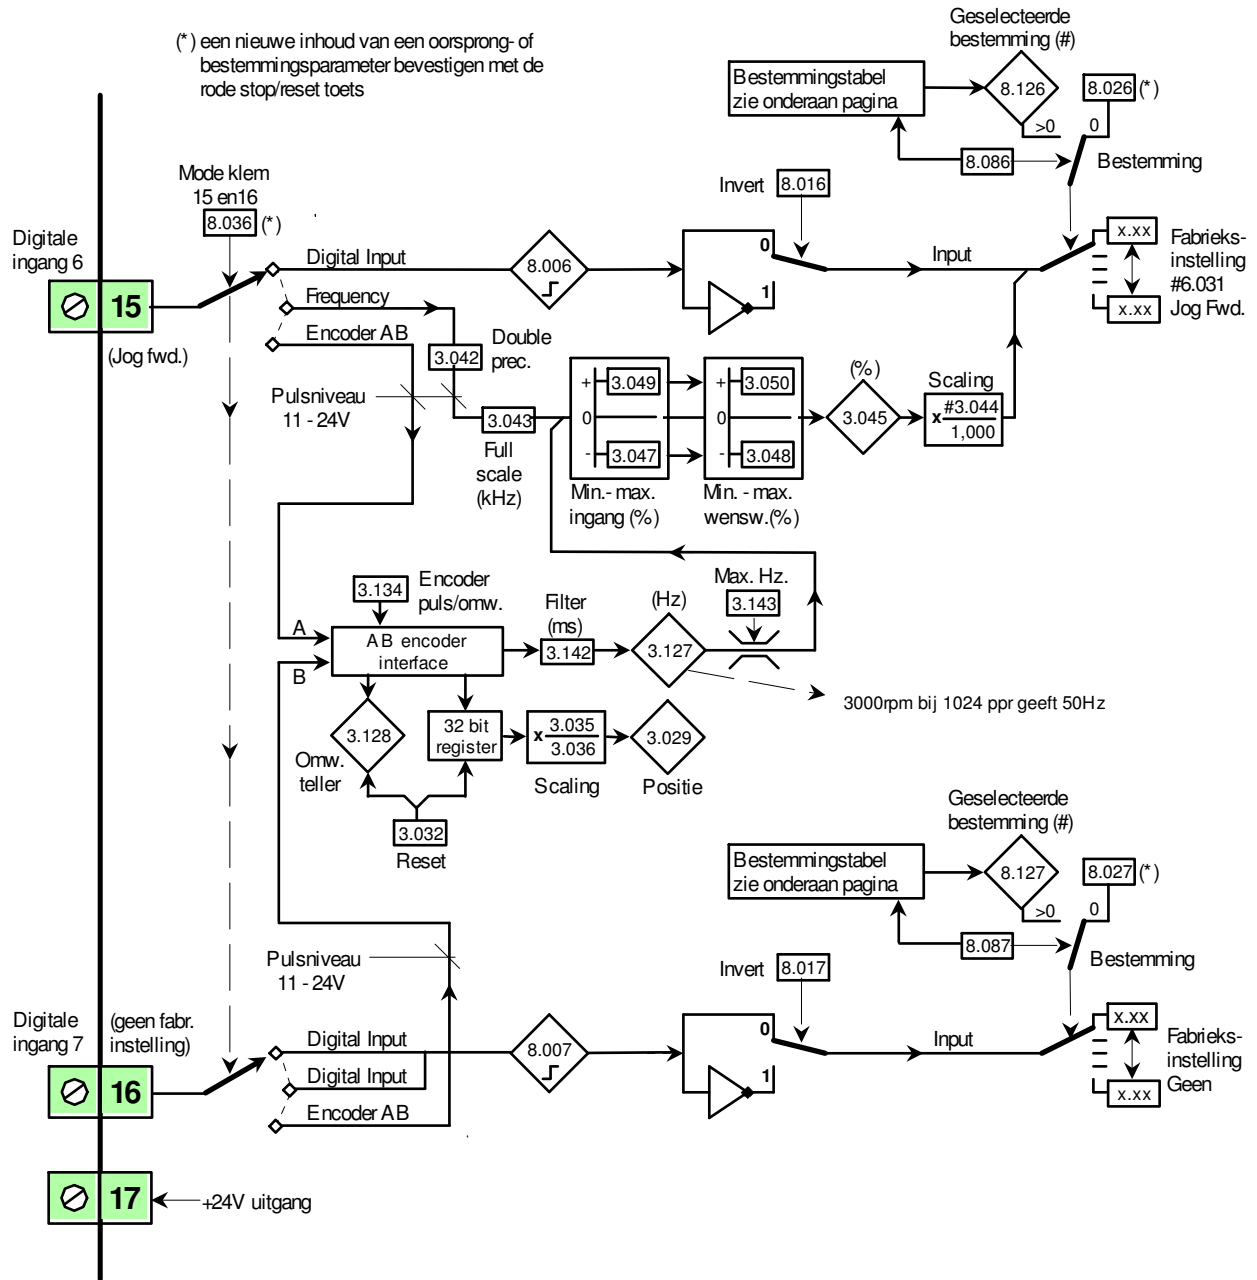 (*) een nieuwe inhoud van een oorsprong- of
bestemmingsparameter bevestigen met de
rode stop/reset toets
Geselecteerde
bestemming (#)
Bestemmingstabel
zie onderaan pagina
8.126
8.026 (*)
>0
0
8.086
Bestemming
Mode klem
15 en16
8.036 (*)
Invert 8.016
Digitale
ingang 6
15
(Jog fwd.)
Digital Input
8.006
0
1
Input
x.xx
x.xx
Fabrieks-
instelling
#6.031
Jog Fwd.
Frequency
Encoder AB
3.042
Double
prec.
Pulsniveau
11 - 24V
3.043
Full
scale
(kHz)
+ 3.049
0
- 3.047
Min.- max.
ingang (%)
+ 3.050
0
- 3.048
Min. - max.
wensw.(%)
(%)
3.045
Scaling
x #3.044
1,000
3.134
Encoder
puls/omw.
A
B
AB encoder
interface
Filter
(ms)
3.142
(Hz)
3.127
Max. Hz.
3.143
3000rpm bij 1024 ppr geeft 50Hz
3.128
Omw.
teller
32 bit
register
x 3.035
3.036
Scaling
3.029
Positie
3.032
Reset
Geselecteerde
bestemming (#)
Bestemmingstabel
zie onderaan pagina
8.127
8.027 (*)
>0
0
8.087
Bestemming
Pulsniveau
11 - 24V
Invert 8.017
Digitale
ingang 7
(geen fabr.
instelling)
16
Digital Input
Digital Input
Encoder AB
8.007
0
1
Input
x.xx
x.xx
Fabrieks-
instelling
Geen
17
+24V uitgang